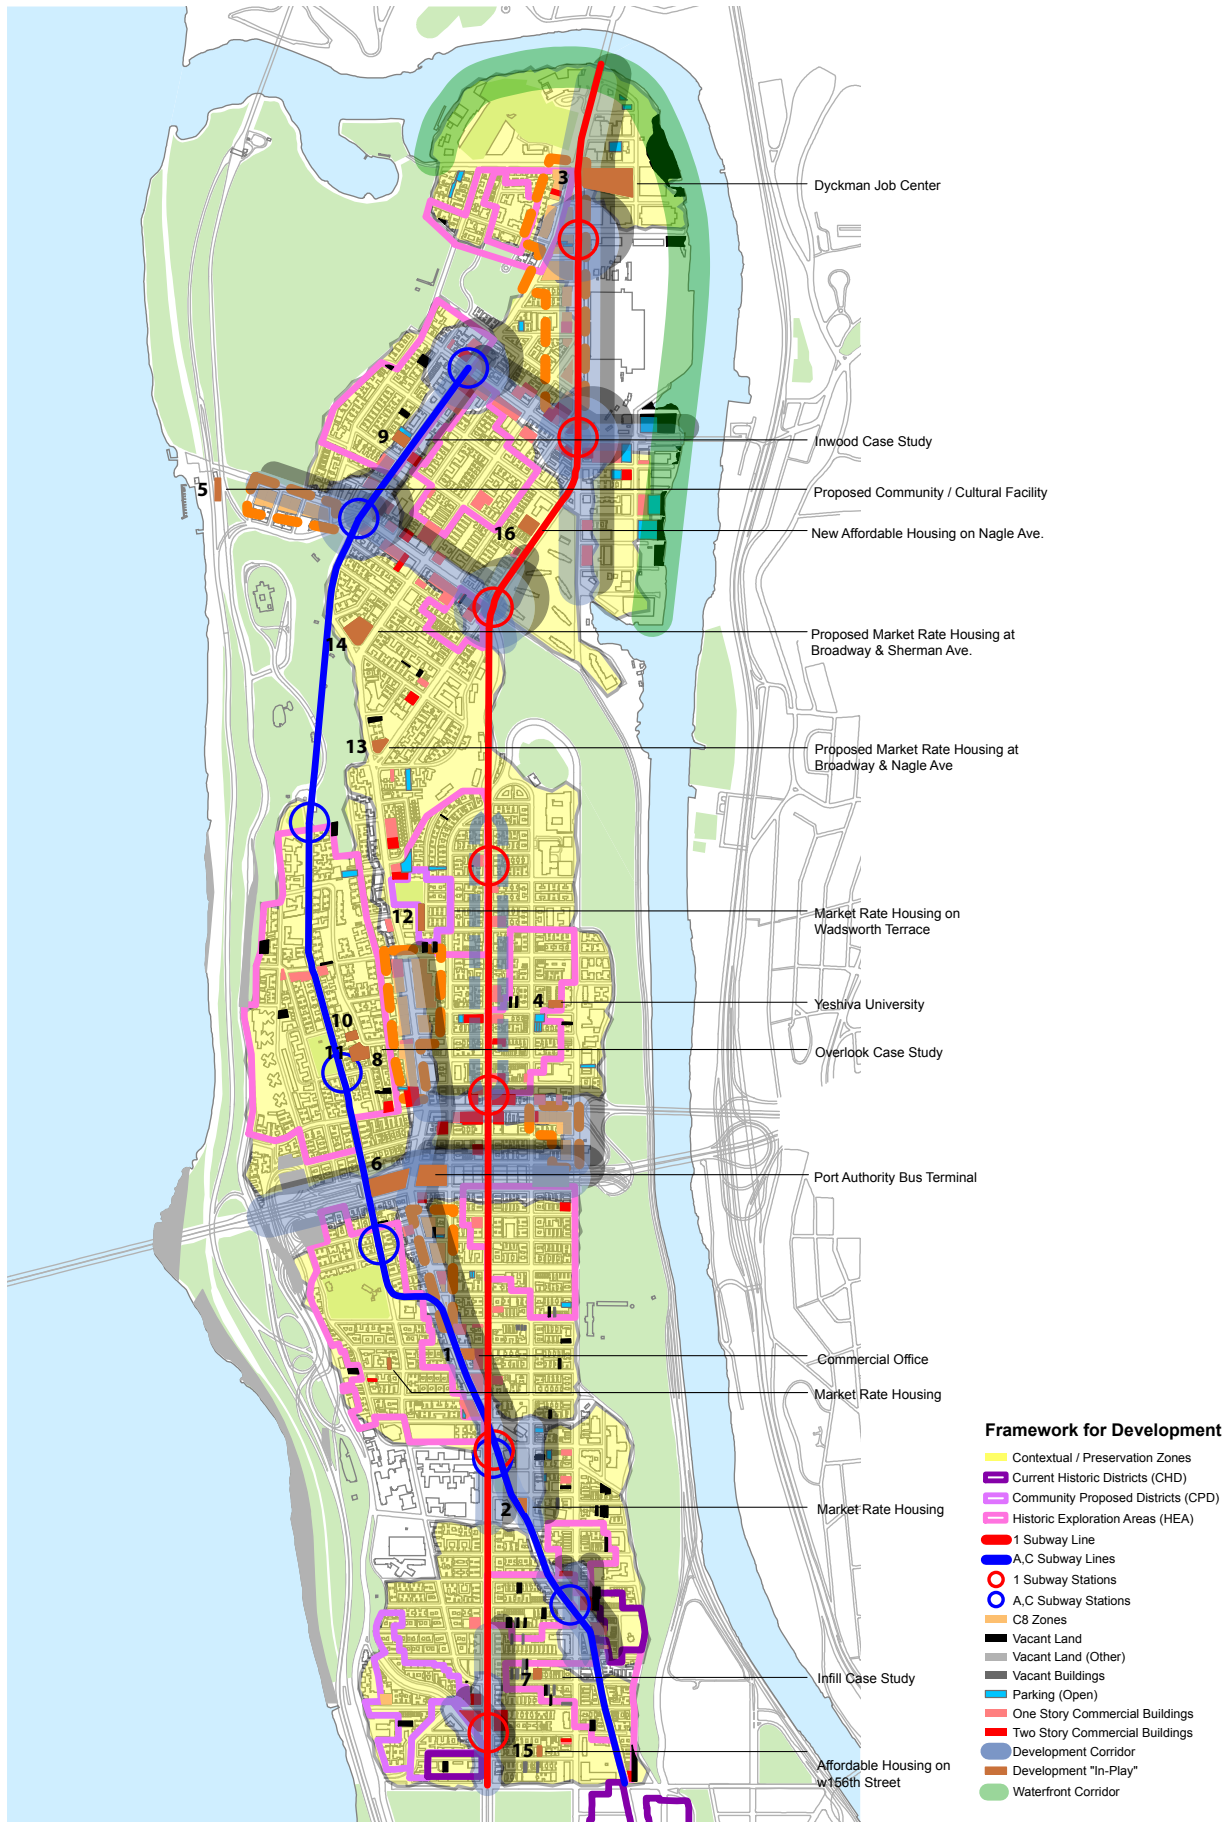 3
Dyckman Job Center
9
Inwood Case Study
5
Proposed Community / Cultural Facility
16
New Affordable Housing on Nagle Ave.
14
Proposed Market Rate Housing at
Broadway & Sherman Ave.
13
Proposed Market Rate Housing at
Broadway & Nagle Ave
12
Market Rate Housing on
Wadsworth Terrace
4
Yeshiva University
10
11
8
Overlook Case Study
6
Port Authority Bus Terminal
1
Commercial Office
Market Rate Housing
2
Market Rate Housing
7
Infill Case Study
15
Affordable Housing on
w156th Street
Framework for Development
Contextual / Preservation Zones
Current Historic Districts (CHD)
Community Proposed Districts (CPD)
Historic Exploration Areas (HEA)
1 Subway Line
A,C Subway Lines
1 Subway Stations
A,C Subway Stations
C8 Zones
Vacant Land
Vacant Land (Other)
Vacant Buildings
Parking (Open)
One Story Commercial Buildings
Two Story Commercial Buildings
Development Corridor
Development "In-Play"
Waterfront Corridor